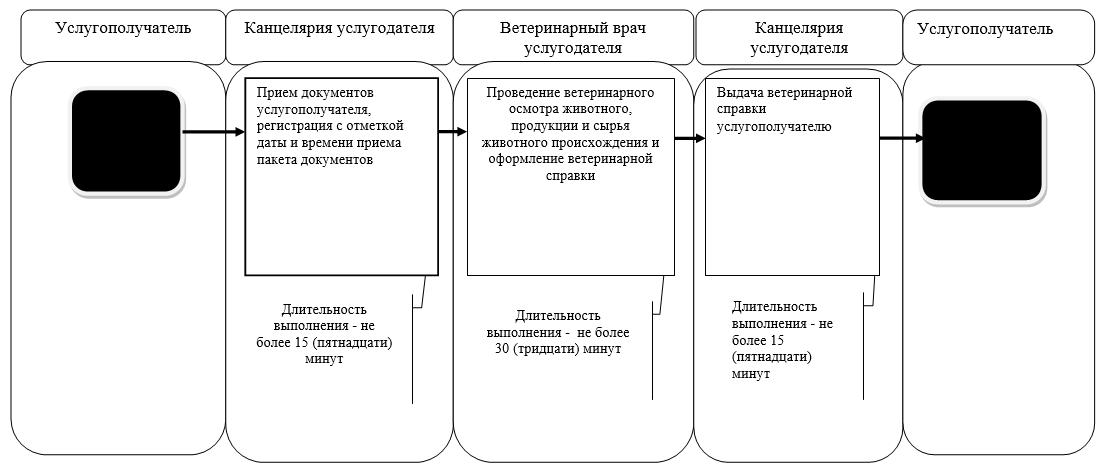 Услугополучатель
Канцелярия услугодателя
Ветеринарный врач
услугодателя
Канцелярия
услугодателя
Услугополучатель
Прием документов
услугополучателя,
регистрация с отметкой
даты и времени приема
пакета документов
Проведение ветеринарного
осмотра животного,
продукции и сырья
животного происхождения и
оформление ветеринарной
справки
Выдача ветеринарной
справки
услугополучателю
Длительность
выполнения - не
более 15 (пятнадцати)
минут
Длительность
выполнения - не более
30 (тридцати) минут
Длительность
выполнения - не
более 15
(пятнадцати)
минут